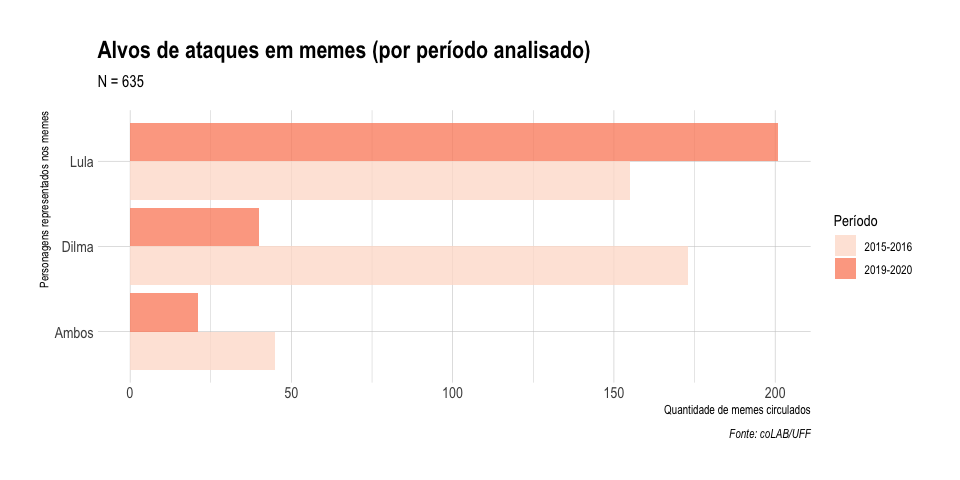 Alvos de ataques em memes (por período analisado)
N = 635
Personagens representados nos memes
Lula
Dilma
Ambos
0 50 100 150 200
Quantidade de memes circulados
Fonte: coLAB/UFF
Período
2015-2016
2019-2020